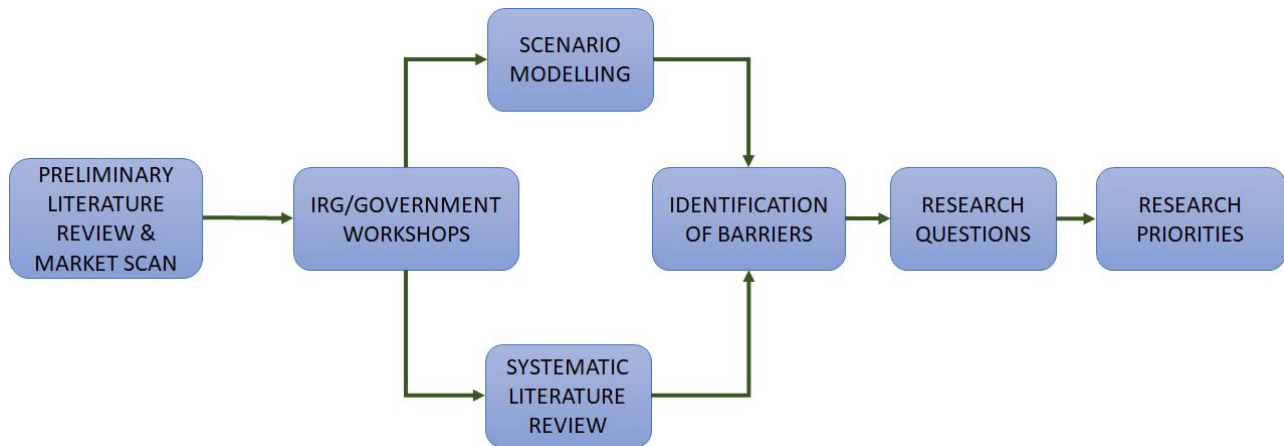 PRELIMINARY
LITERATURE
REVIEW &
MARKET SCAN
IRG/GOVERNMENT
WORKSHOPS
SCENARIO
MODELLING
SYSTEMATIC
LITERATURE
REVIEW
IDENTIFICATION
OF BARRIERS
RESEARCH
QUESTIONS
RESEARCH
PRIORITIES